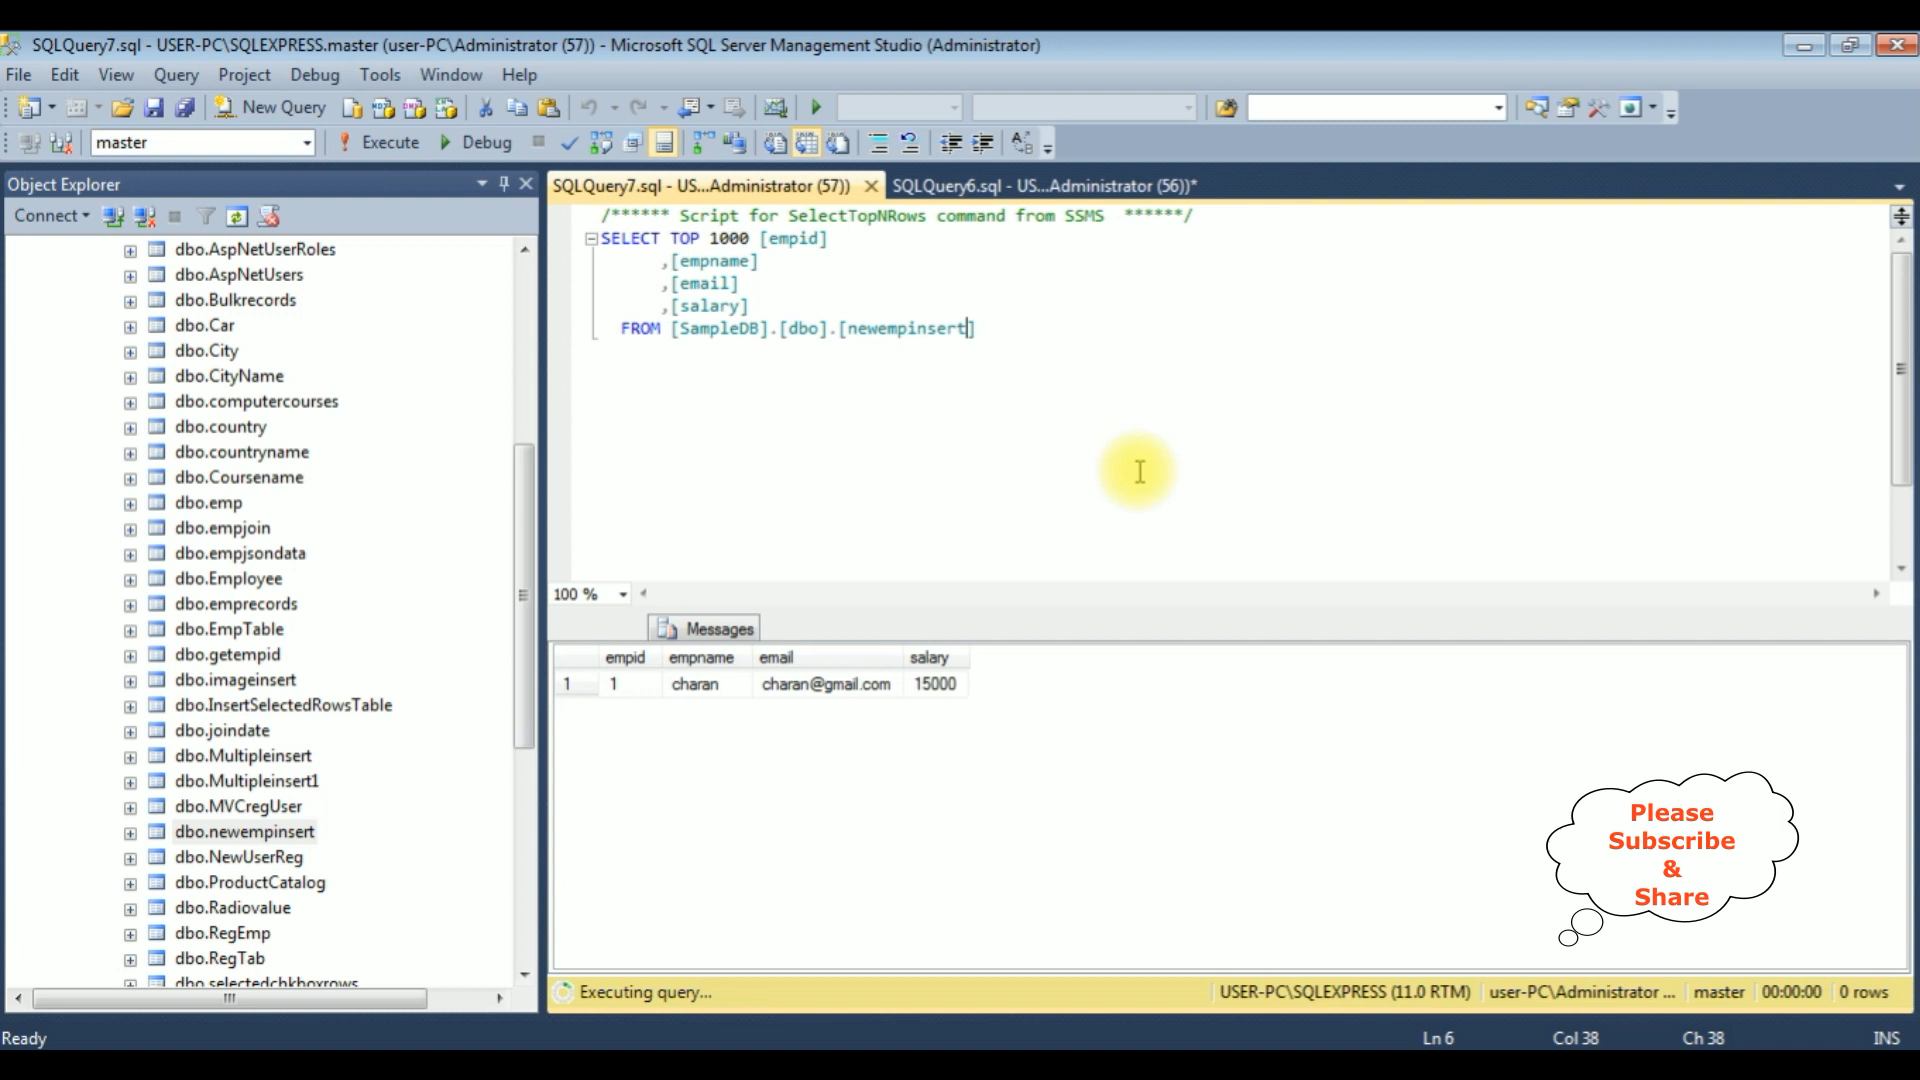 SQLQuery7.sql - USER-PC\SQLEXPRESS.master (user-PC\Administrator (57)) - Microsoft SQL Server Management Studio (Administrator)
File Edit View Query Project Debug Tools Window Help
New Query
master Execute Debug
Object Explorer
SQLQuery7.sql - US...Administrator (57)) SQLQuery6.sql - US...Administrator (56))*
Connect
dbo.AspNetUserRoles
dbo.AspNetUsers
dbo.Bulkrecords
dbo.Car
dbo.City
dbo.CityName
dbo.computercourses
dbo.country
dbo.countryname
dbo.Coursename
dbo.emp
dbo.empjoin
dbo.empjsondata
dbo.Employee
dbo.emprecords
dbo.EmpTable
dbo.getempid
dbo.imageinsert
dbo.InsertSelectedRowsTable
dbo.joindate
dbo.Multipleinsert
dbo.Multipleinsert1
dbo.MVCregUser
dbo.newempinsert
dbo.NewUserReg
dbo.ProductCatalog
dbo.Radiovalue
dbo.RegEmp
dbo.RegTab
dbo.selectedchkboxrows
/****** Script for SelectTopNRows command from SSMS ******/
SELECT TOP 1000 [empid]
,[empname]
,[email]
,[salary]
FROM [SampleDB].[dbo].[newempinsert]
100 %
Messages
empid empname email salary
1 1 charan charan@gmail.com 15000
Please
Subscribe
&
Share
Executing query... USER-PC\SQLEXPRESS (11.0 RTM) user-PC\Administrator ... master 00:00:00 0 rows
Ready Ln 6 Col 38 Ch 38 INS